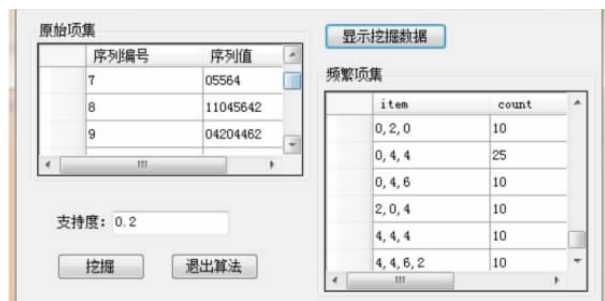 原始项集
序列编号 序列值
7 05564
8 11045642
9 04204462
支持度: 0.2
挖掘 退出算法
显示挖掘数据
频繁项集
item count
0, 2, 0 10
0, 4, 4 25
0, 4, 6 10
2, 0, 4 10
4, 4, 4 10
4, 4, 6, 2 10